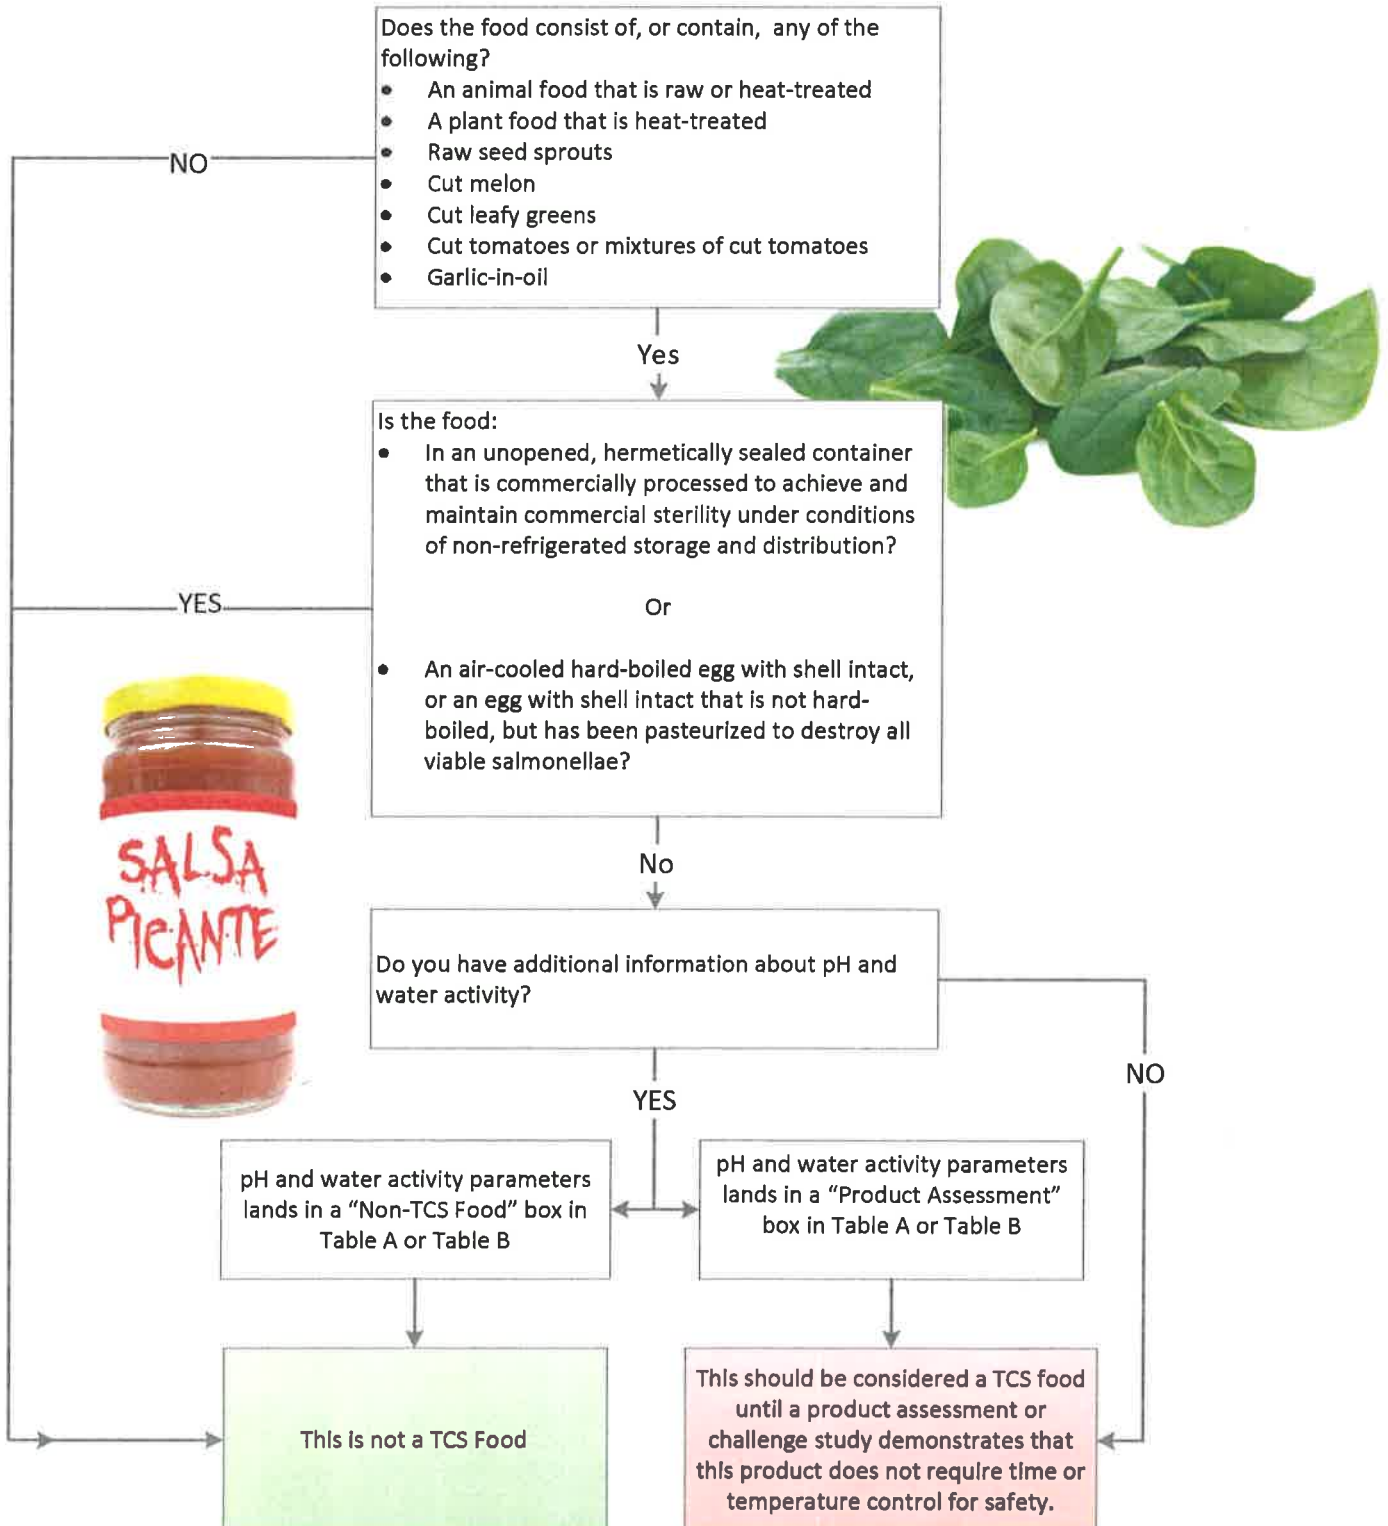 Does the food consist of, or contain, any of the
following?
• An animal food that is raw or heat-treated
• A plant food that is heat-treated
• Raw seed sprouts
• Cut melon
• Cut leafy greens
• Cut tomatoes or mixtures of cut tomatoes
• Garlic-in-oil
NO
Yes
Is the food:
• In an unopened, hermetically sealed container
that is commercially processed to achieve and
maintain commercial sterility under conditions
of non-refrigerated storage and distribution?
YES
Or
• An air-cooled hard-boiled egg with shell intact,
or an egg with shell intact that is not hard-
boiled, but has been pasteurized to destroy all
viable salmonellae?
SALSA
PICANTE
No
Do you have additional information about pH and
water activity?
NO
YES
pH and water activity parameters
lands in a “Non-TCS Food” box in
Table A or Table B
pH and water activity parameters
lands in a “Product Assessment”
box in Table A or Table B
This is not a TCS Food
This should be considered a TCS food
until a product assessment or
challenge study demonstrates that
this product does not require time or
temperature control for safety.